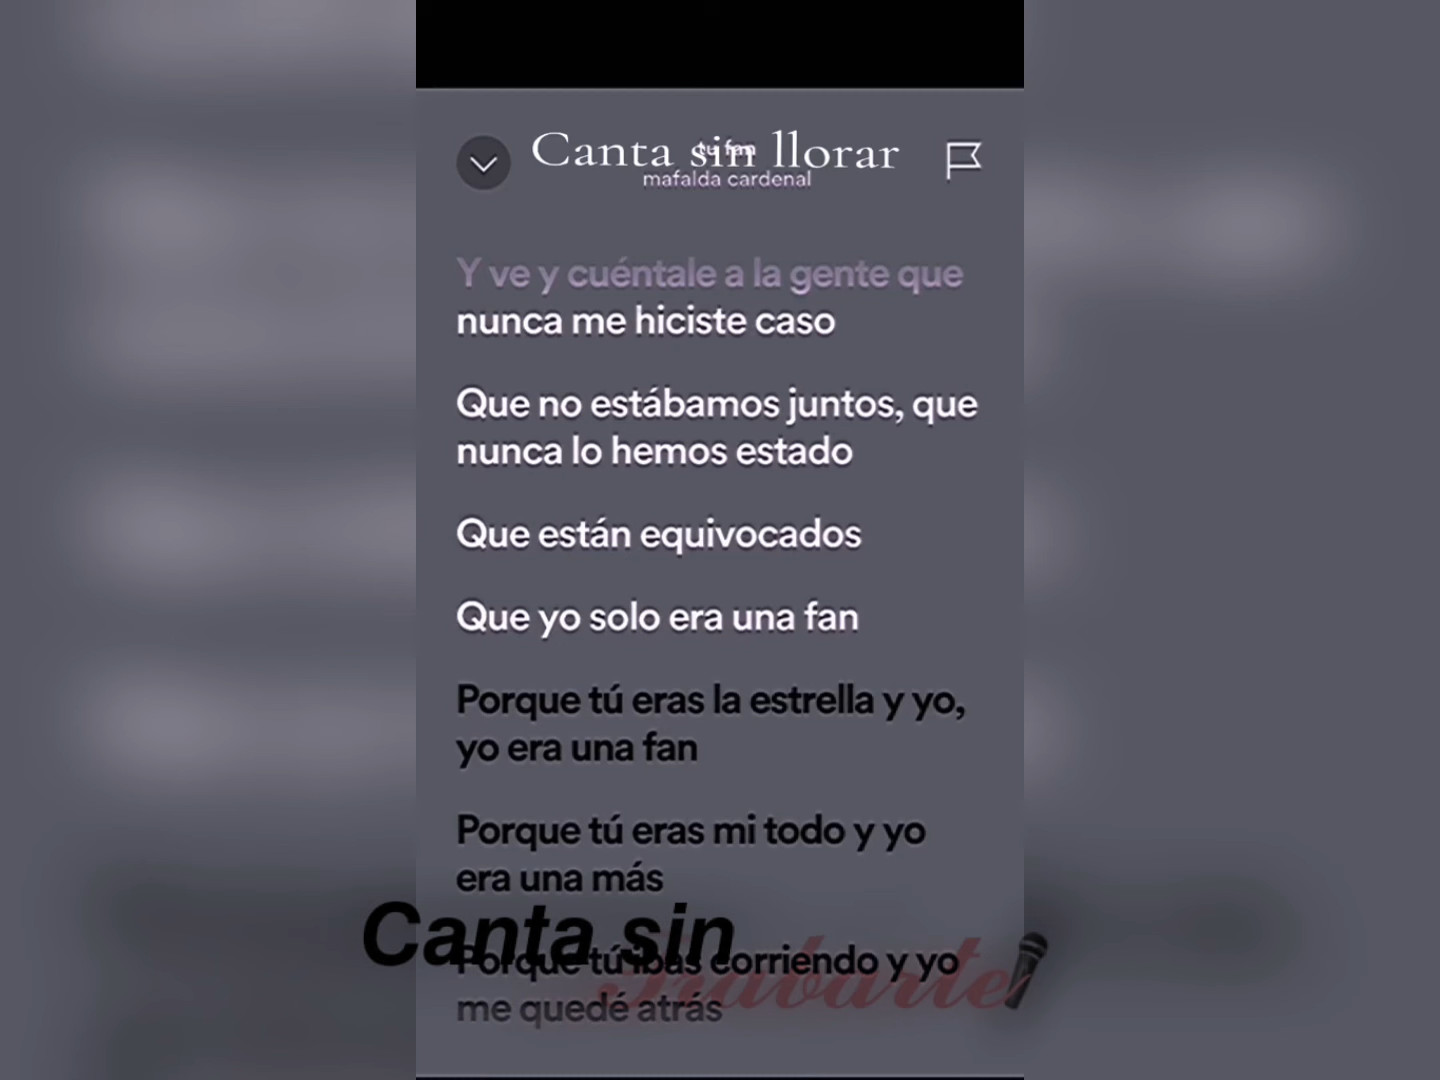 Canta sin llorar
tu fan
mafalda cardenal
Y ve y cuéntale a la gente que
nunca me hiciste caso
Que no estábamos juntos, que
nunca lo hemos estado
Que están equivocados
Que yo solo era una fan
Porque tú eras la estrella y yo,
yo era una fan
Porque tú eras mi todo y yo
era una más
Canta sin
Trabarte
Porque tú ibas corriendo y yo
me quedé atrás